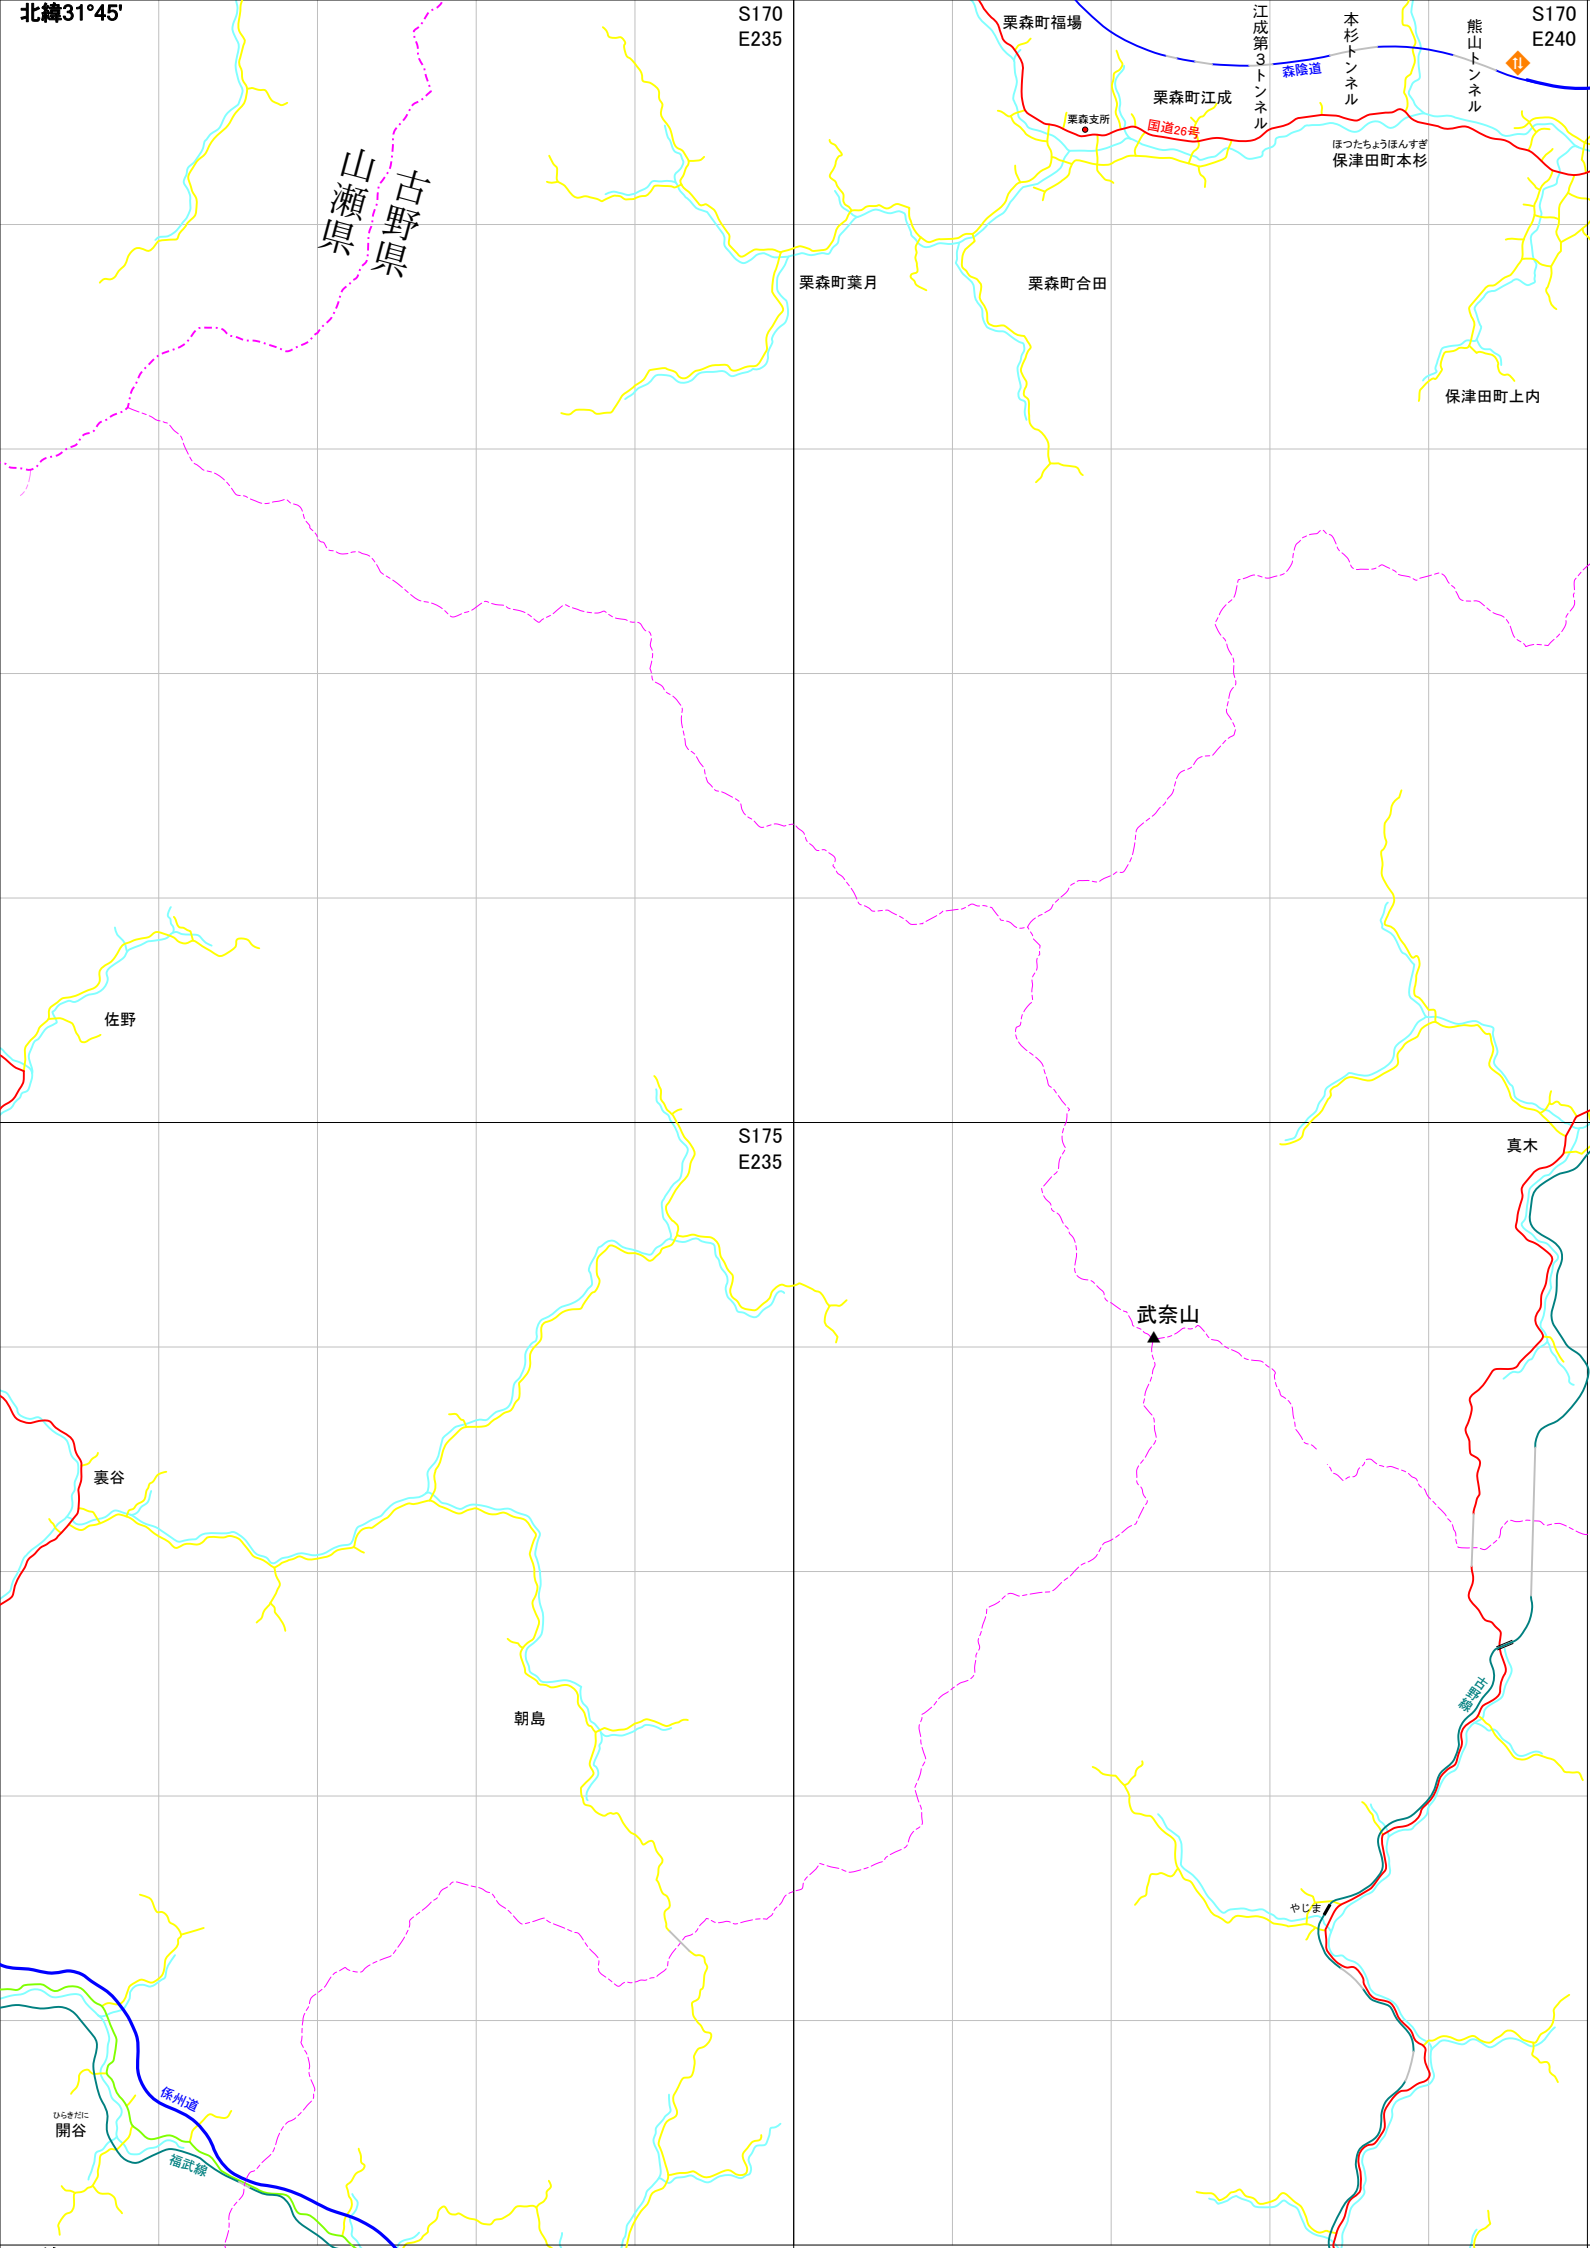 北緯31°45'
S170
E235
S170
E240
栗森町福場
江成第3トンネル
本杉トンネル
熊山トンネル
森陰道
栗森町江成
栗森支所
国道26号
ほつたちょうほんすぎ
保津田町本杉
山瀬県
古野県
栗森町葉月
栗森町合田
保津田町上内
佐野
S175
E235
真木
武奈山
裏谷
古野線
朝島
やじま
係州道
ひらきだに
開谷
福武線